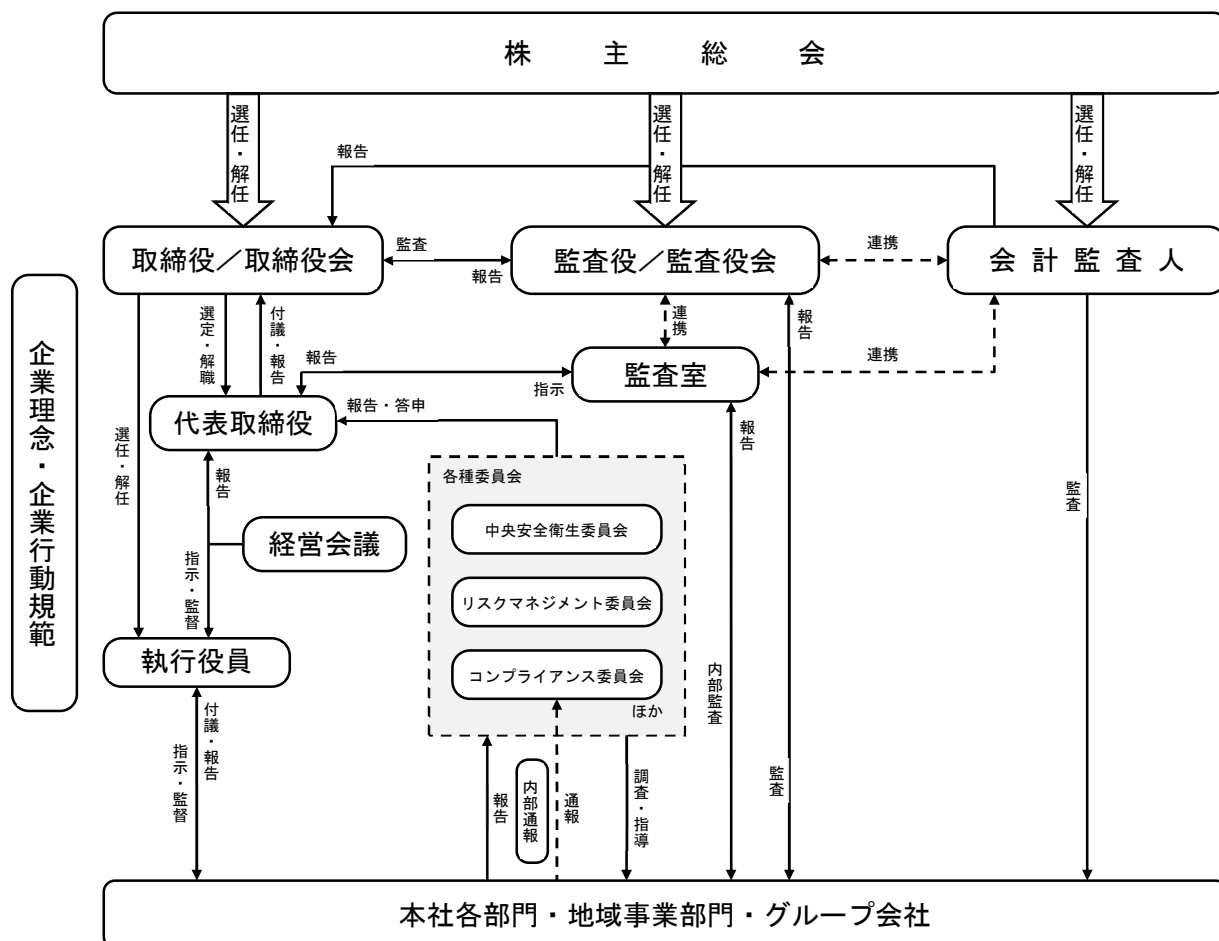 株主総会
選任・解任
選任・解任
選任・解任
報告
取締役／取締役会
監査
報告
監査役／監査役会
連携
会計監査人
企業理念・企業行動規範
選定・解職
付議・報告
連携
報告
報告
指示
監査室
連携
代表取締役
報告・答申
報告
選任・解任
報告
各種委員会
中央安全衛生委員会
監査
経営会議
指示・監督
リスクマネジメント委員会
執行役員
コンプライアンス委員会
ほか
内部監査
付議・報告
指示・監督
報告
内部通報
通報
調査・指導
監査
本社各部門・地域事業部門・グループ会社